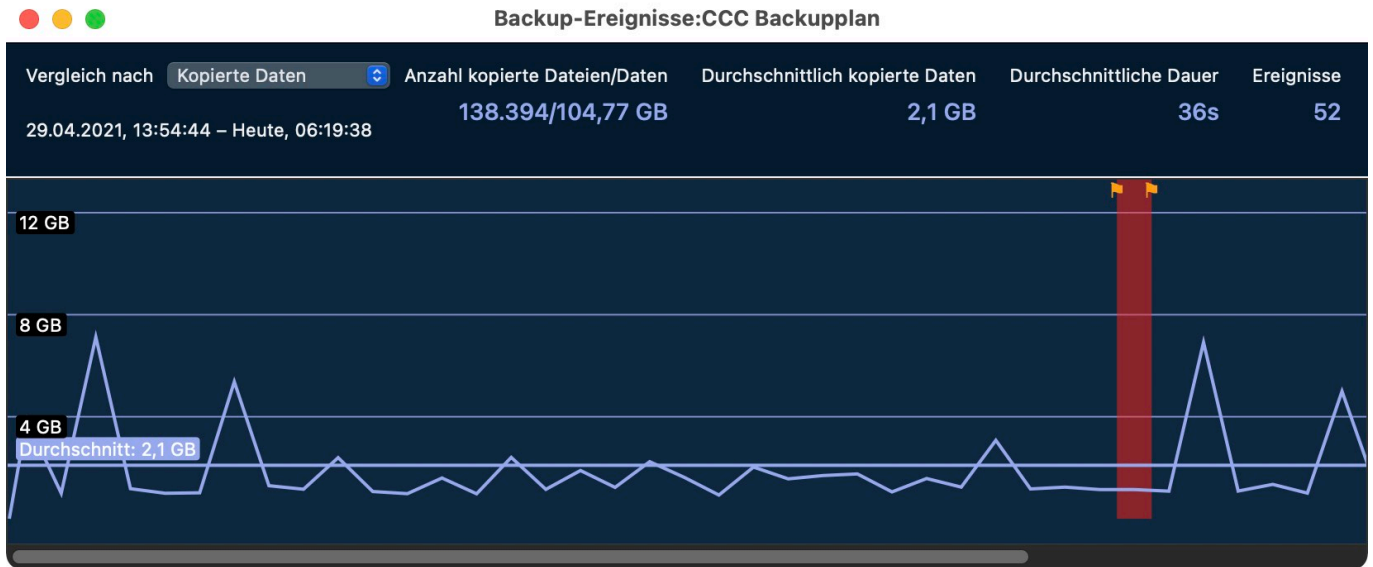 Backup-Ereignisse:CCC Backupplan
Vergleich nach Kopierte Daten Anzahl kopierte Dateien/Daten Durchschnittlich kopierte Daten Durchschnittliche Dauer Ereignisse
138.394/104,77 GB 2,1 GB 36s 52
29.04.2021, 13:54:44 – Heute, 06:19:38
12 GB
8 GB
4 GB
Durchschnitt: 2,1 GB